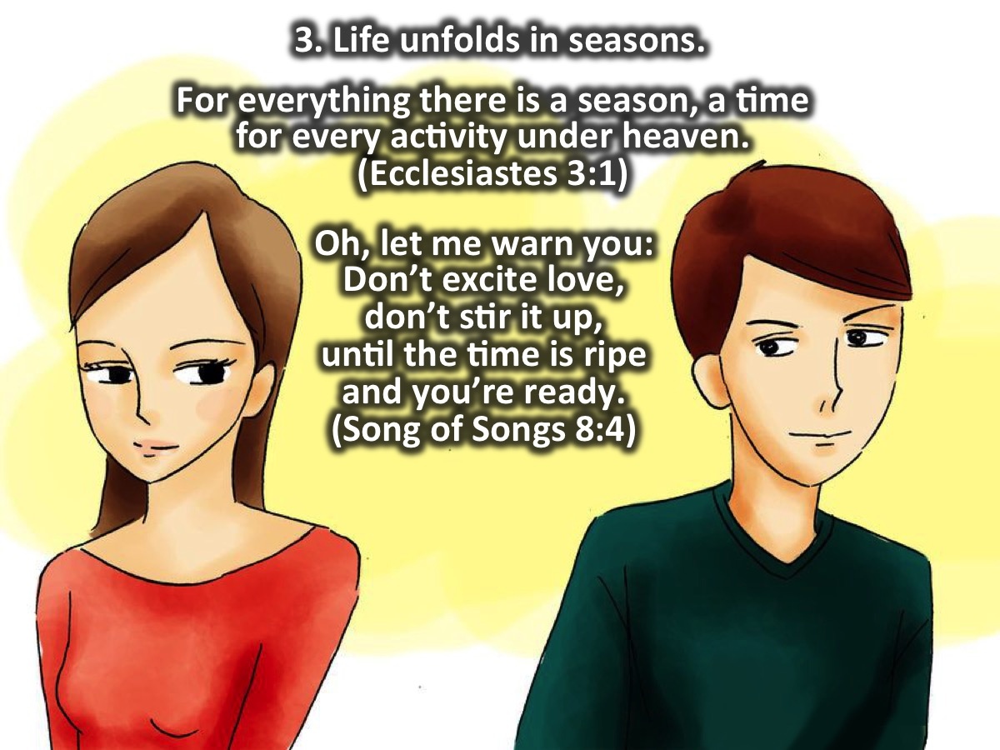 3. Life unfolds in seasons.
For everything there is a season, a time
for every activity under heaven.
(Ecclesiastes 3:1)
Oh, let me warn you:
Don’t excite love,
don’t stir it up,
until the time is ripe
and you’re ready.
(Song of Songs 8:4)